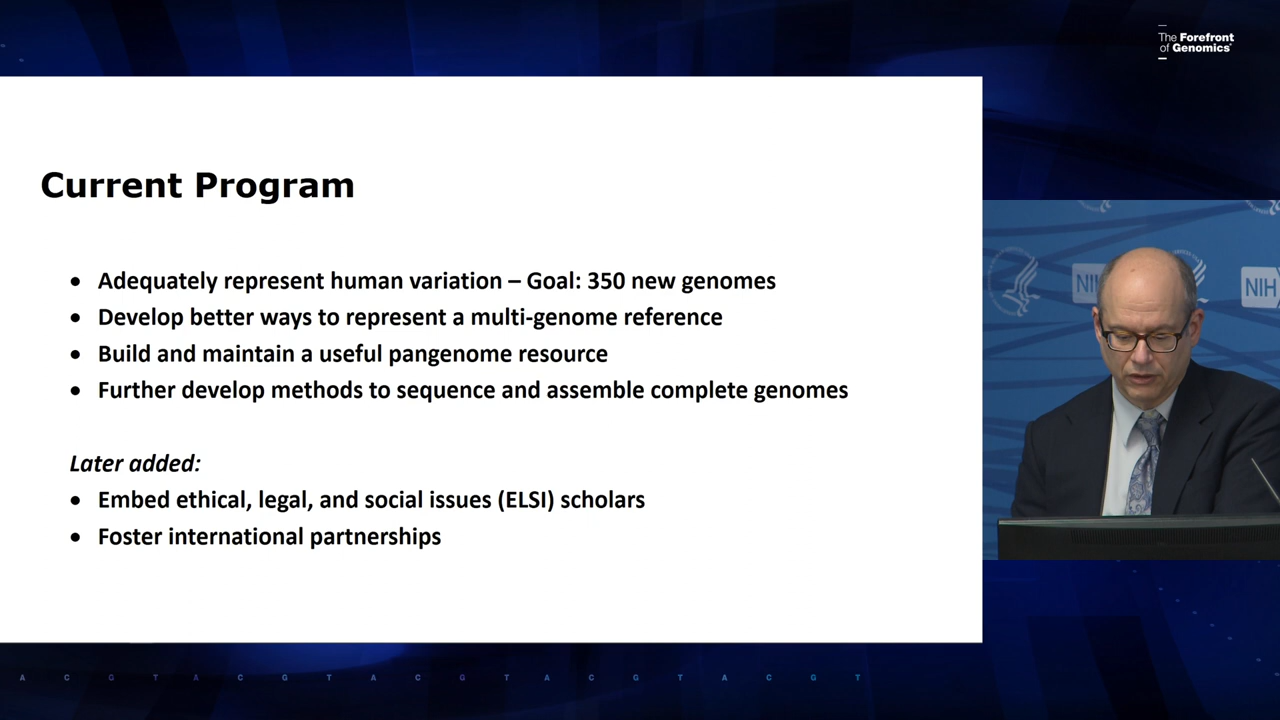 The Forefront
of Genomics®
Current Program
• Adequately represent human variation – Goal: 350 new genomes
• Develop better ways to represent a multi-genome reference
• Build and maintain a useful pangenome resource
• Further develop methods to sequence and assemble complete genomes
Later added:
• Embed ethical, legal, and social issues (ELSI) scholars
• Foster international partnerships
NIH
A C G T A C G T A C G T A C G T A C G T